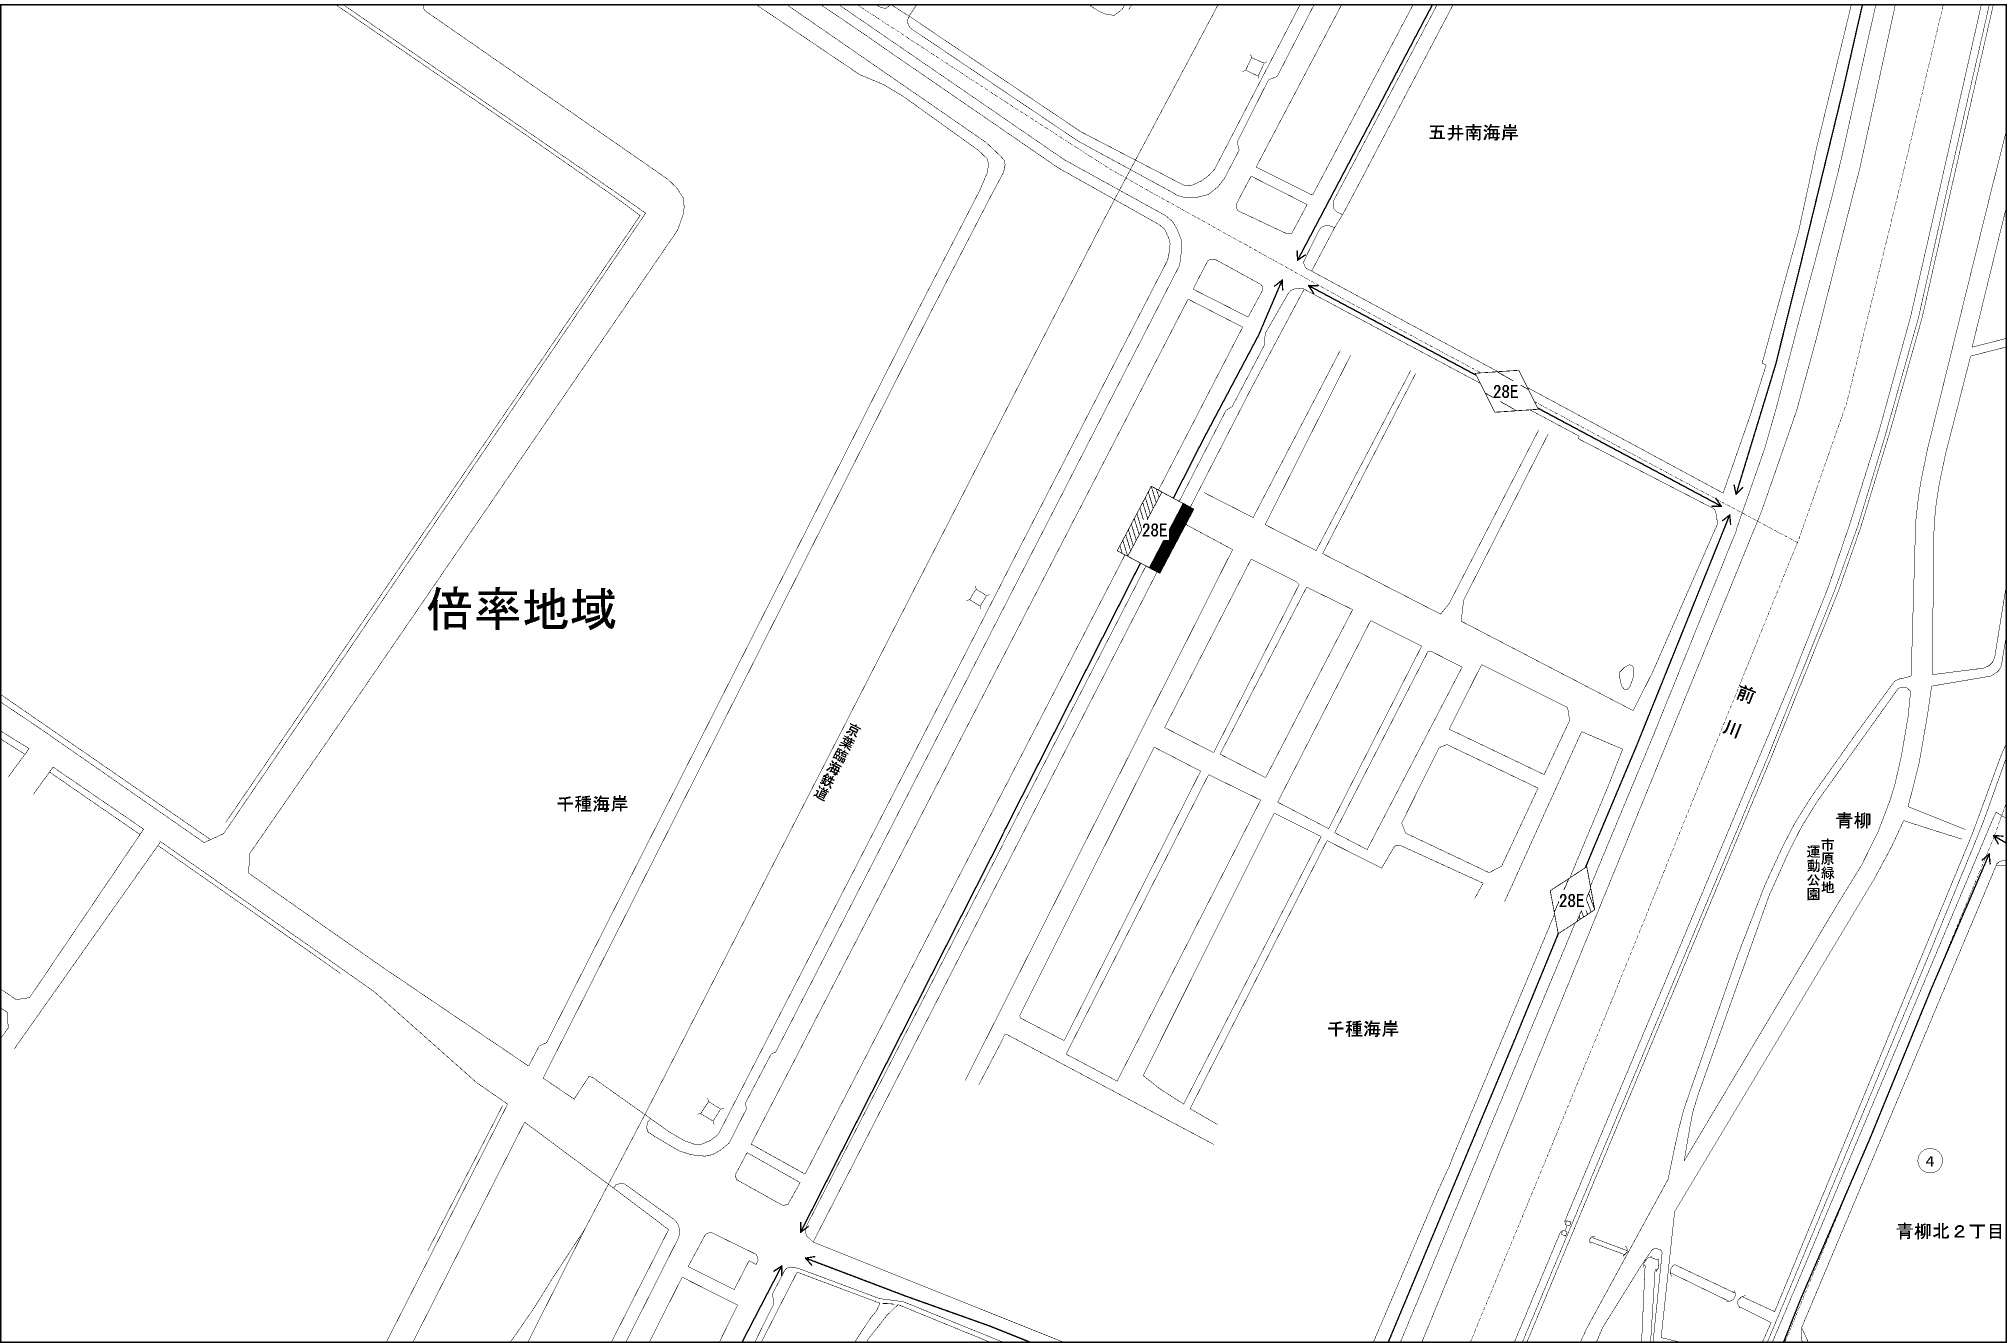 五井南海岸
28E
28E
倍率地域
前川
京葉臨海鉄道
千種海岸
青柳
市原緑地
運動公園
28E
千種海岸
4
青柳北2丁目